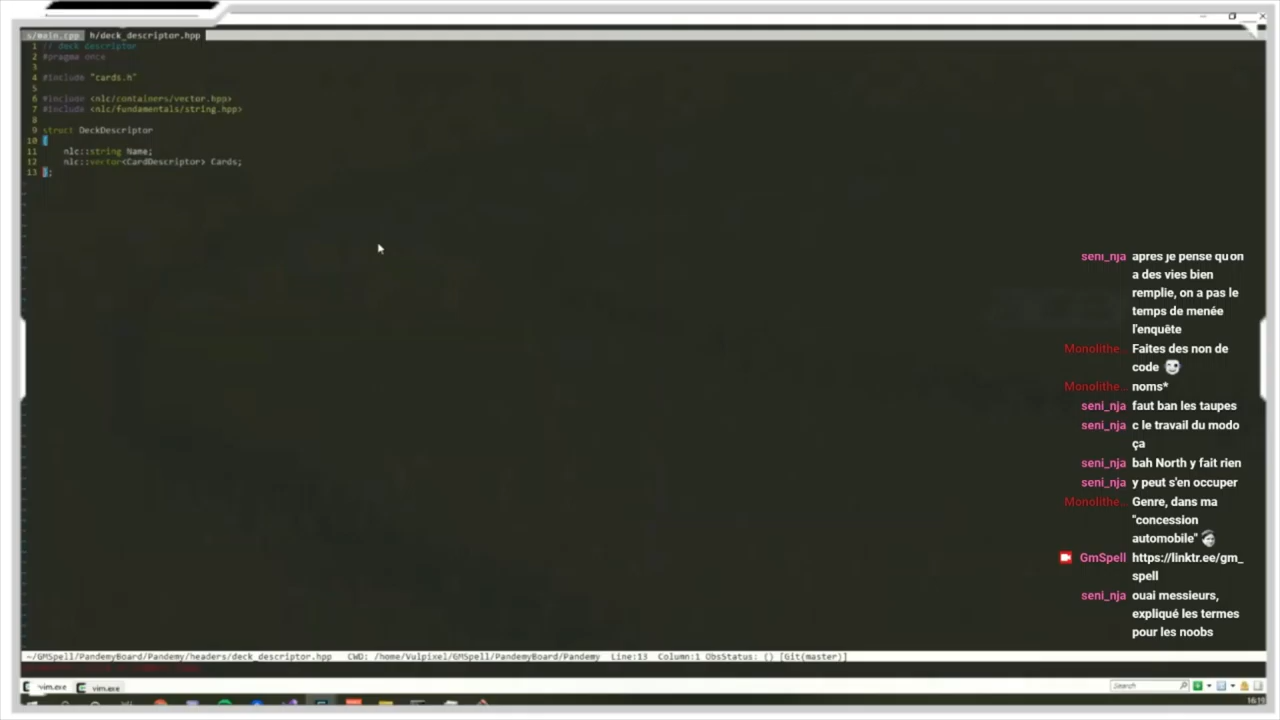 s/main.cpp h/deck_descriptor.hpp
1 // deck descriptor
2 #pragma once
3
4 #include "cards.h"
5
6 #include <nlc/containers/vector.hpp>
7 #include <nlc/fundamentals/string.hpp>
8
9 struct DeckDescriptor
10 {
11 nlc::string Name;
12 nlc::vector<CardDescriptor> Cards;
13 };
seni_nja apres je pense qu on
a des vies bien
remplie, on a pas le
temps de menée
l'enquête
Monolithe... Faites des non de
code
Monolithe... noms*
seni_nja faut ban les taupes
seni_nja c le travail du modo
ça
seni_nja bah North y fait rien
seni_nja y peut s'en occuper
Monolithe... Genre, dans ma
"concession
automobile"
GmSpell https://linktr.ee/gm_
spell
seni_nja ouai messieurs,
expliqué les termes
pour les noobs
~/GMSpell/PandemyBoard/Pandemy/headers/deck_descriptor.hpp CWD: /home/Vulpixel/GMSpell/PandemyBoard/Pandemy Line:13 Column:1 ObsStatus: () [Git(master)]
vim.exe vim.exe Search
16:19